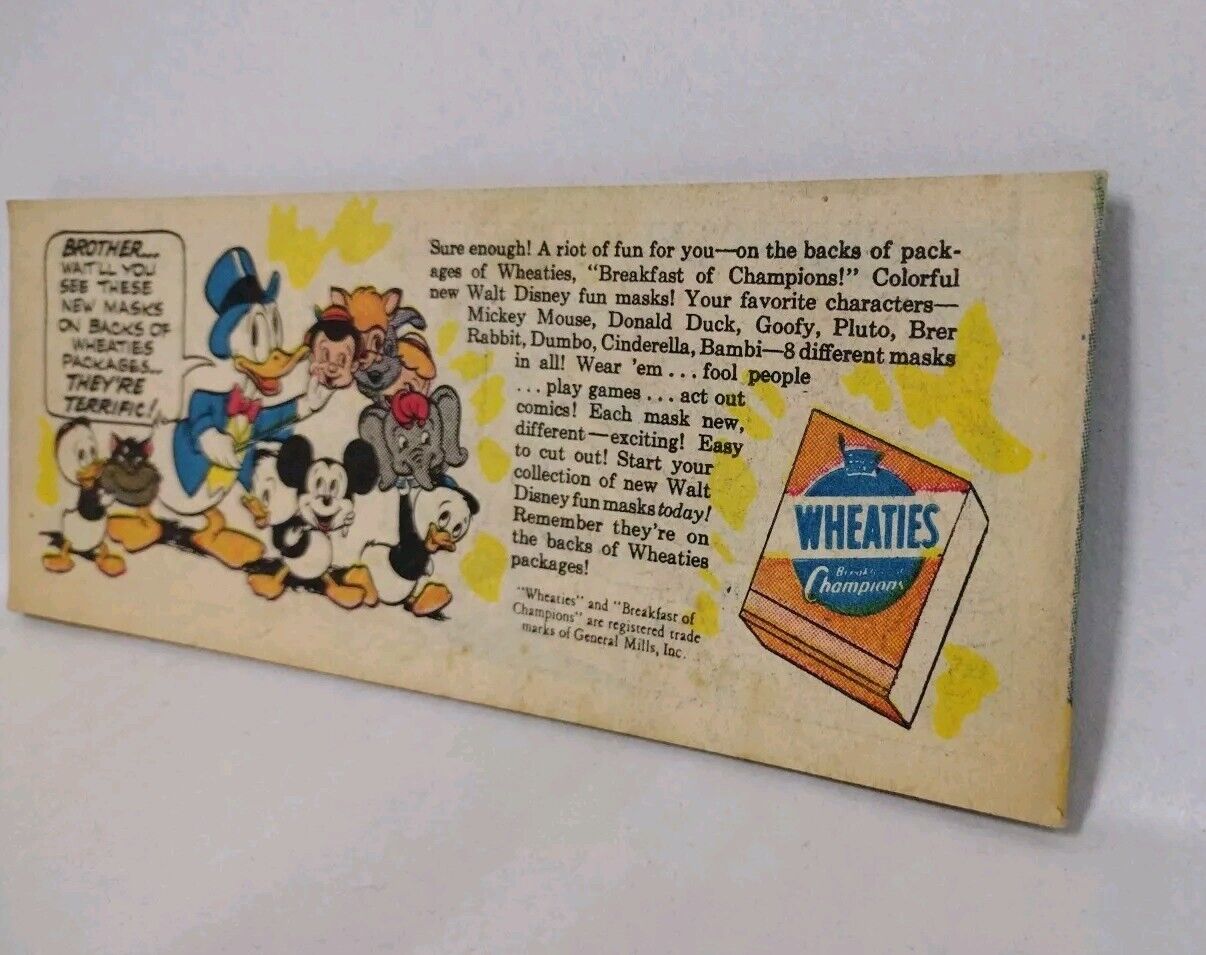 BROTHER...
WAIT'LL YOU
SEE THESE
NEW MASKS
ON BACKS OF
WHEATIES
PACKAGES...
THEY'RE
TERRIFIC!
Sure enough! A riot of fun for you—on the backs of pack-
ages of Wheaties, "Breakfast of Champions!" Colorful
new Walt Disney fun masks! Your favorite characters—
Mickey Mouse, Donald Duck, Goofy, Pluto, Brer
Rabbit, Dumbo, Cinderella, Bambi—8 different masks
in all! Wear 'em ... fool people
... play games ... act out
comics! Each mask new,
different—exciting! Easy
to cut out! Start your
collection of new Walt
Disney fun masks today!
Remember they're on
the backs of Wheaties
packages!
"Wheaties" and "Breakfast of
Champions" are registered trade
marks of General Mills, Inc.
WHEATIES
Champions